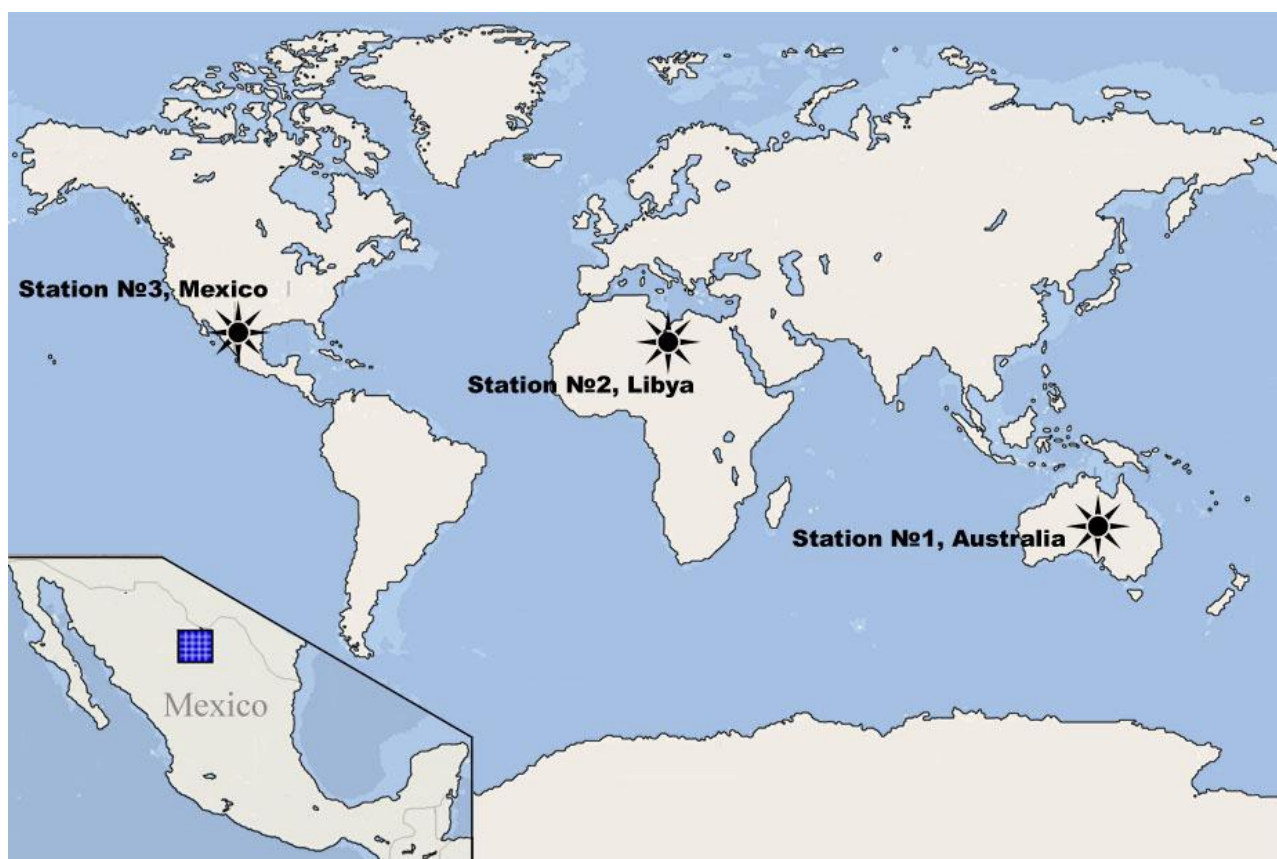 Station №3, Mexico
Station №2, Libya
Station №1, Australia
Mexico